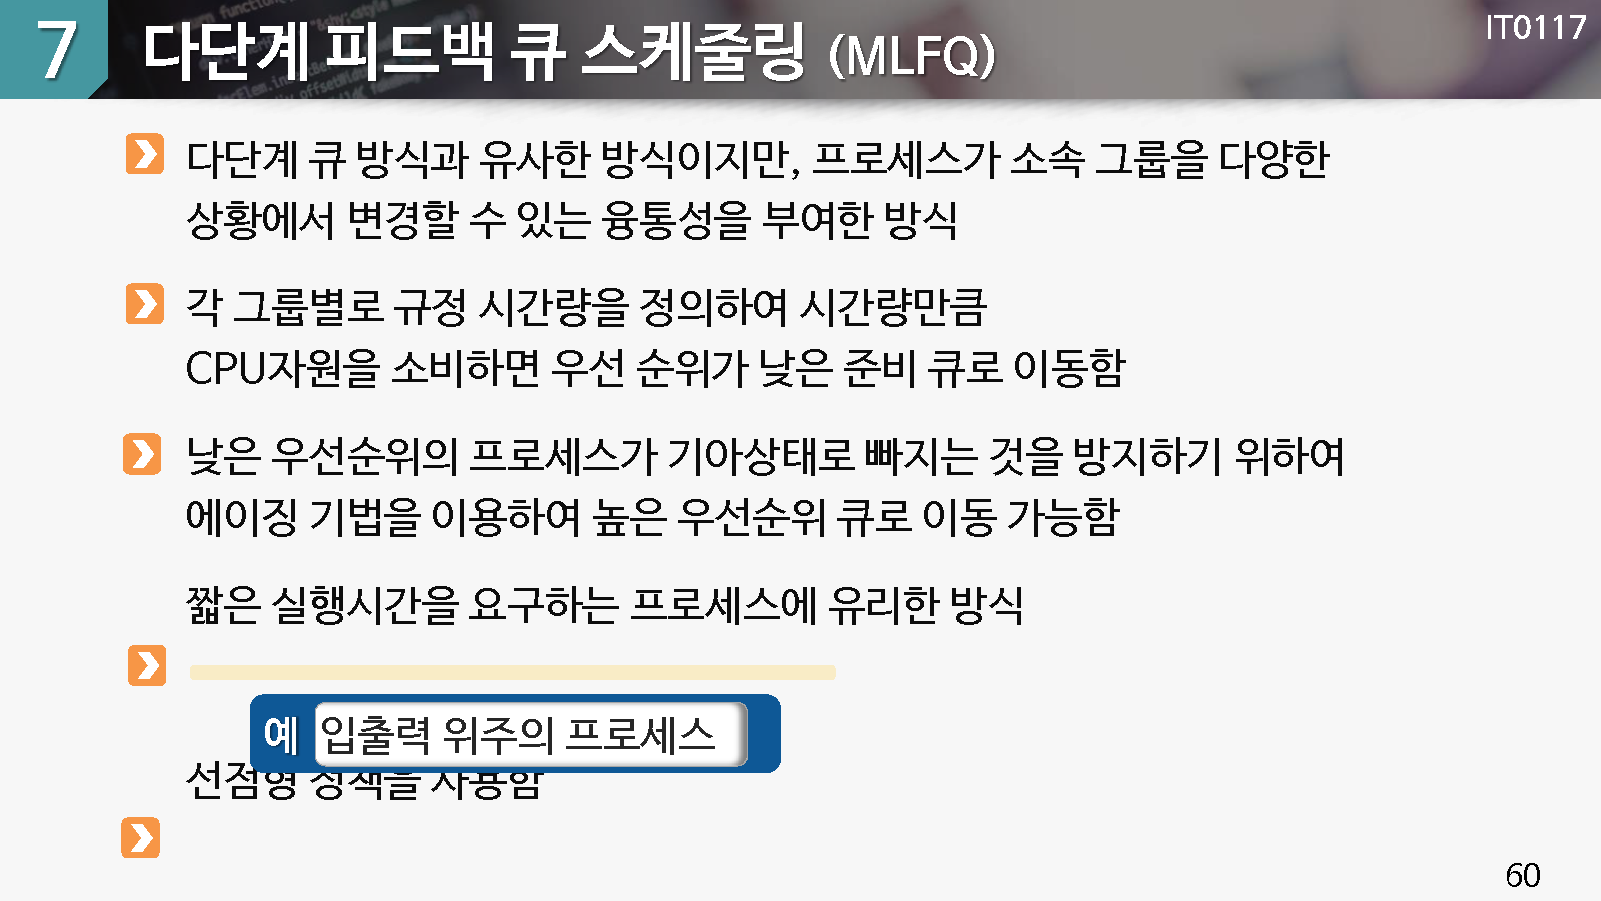 7 다단계 피드백 큐 스케줄링 (MLFQ)
IT0117
다단계 큐 방식과 유사한 방식이지만, 프로세스가 소속 그룹을 다양한
상황에서 변경할 수 있는 융통성을 부여한 방식
각 그룹별로 규정 시간량을 정의하여 시간량만큼
CPU자원을 소비하면 우선 순위가 낮은 준비 큐로 이동함
낮은 우선순위의 프로세스가 기아상태로 빠지는 것을 방지하기 위하여
에이징 기법을 이용하여 높은 우선순위 큐로 이동 가능함
짧은 실행시간을 요구하는 프로세스에 유리한 방식
예 입출력 위주의 프로세스
선점형 정책을 사용함
60